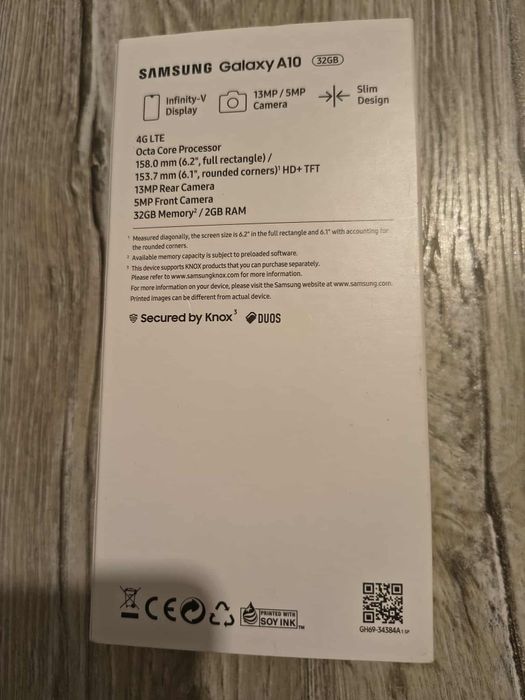 SAMSUNG Galaxy A10 32GB
Infinity-V
Display
13MP / 5MP
Camera
Slim
Design
4G LTE
Octa Core Processor
158.0 mm (6.2", full rectangle) /
153.7 mm (6.1", rounded corners)¹ HD+ TFT
13MP Rear Camera
5MP Front Camera
32GB Memory² / 2GB RAM
¹ Measured diagonally, the screen size is 6.2" in the full rectangle and 6.1" with accounting for
the rounded corners.
² Available memory capacity is subject to preloaded software.
³ This device supports KNOX products that you can purchase separately.
Please refer to www.samsungknox.com for more information.
For more information on your device, please visit the Samsung website at www.samsung.com.
Printed images can be different from actual device.
Secured by Knox³ DUOS
CE
PRINTED WITH
SOY INK™
GH69-34384A